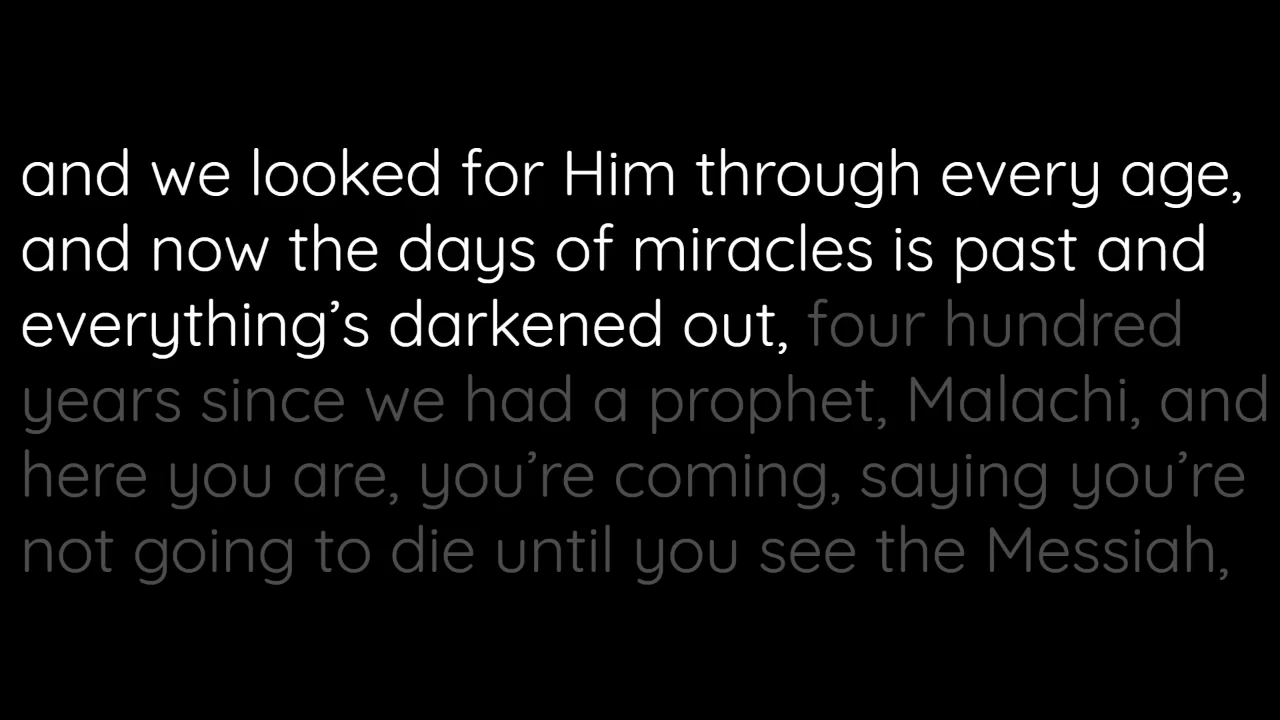 and we looked for Him through every age,
and now the days of miracles is past and
everything’s darkened out, four hundred
years since we had a prophet, Malachi, and
here you are, you’re coming, saying you’re
not going to die until you see the Messiah,